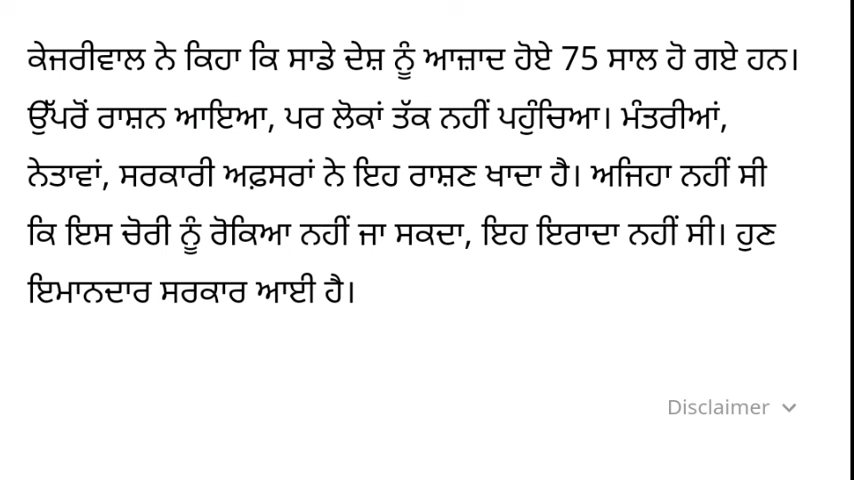 ਕੇਜਰੀਵਾਲ ਨੇ ਕਿਹਾ ਕਿ ਸਾਡੇ ਦੇਸ਼ ਨੂੰ ਆਜ਼ਾਦ ਹੋਏ 75 ਸਾਲ ਹੋ ਗਏ ਹਨ।
ਉੱਪਰੋਂ ਰਾਸ਼ਨ ਆਇਆ, ਪਰ ਲੋਕਾਂ ਤੱਕ ਨਹੀਂ ਪਹੁੰਚਿਆ। ਮੰਤਰੀਆਂ,
ਨੇਤਾਵਾਂ, ਸਰਕਾਰੀ ਅਫ਼ਸਰਾਂ ਨੇ ਇਹ ਰਾਸ਼ਣ ਖਾਦਾ ਹੈ। ਅਜਿਹਾ ਨਹੀਂ ਸੀ
ਕਿ ਇਸ ਚੋਰੀ ਨੂੰ ਰੋਕਿਆ ਨਹੀਂ ਜਾ ਸਕਦਾ, ਇਹ ਇਰਾਦਾ ਨਹੀਂ ਸੀ। ਹੁਣ
ਇਮਾਨਦਾਰ ਸਰਕਾਰ ਆਈ ਹੈ।
Disclaimer